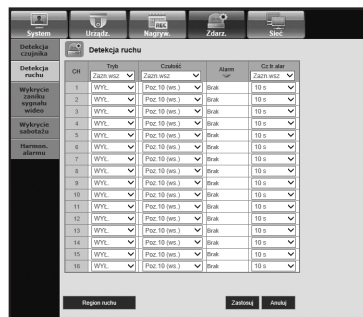 System Urządz. Nagryw. Zdarz. Sieć
REC
Detekcja czujnika
Detekcja ruchu
Wykrycie zaniku sygnału wideo
Wykrycie sabotażu
Harmon. alarmu.
Detekcja ruchu
CH Tryb Czułość Alarm Cz.tr.alar
Zazn.wsz Zazn.wsz Zazn.wsz
1 WYŁ. Poz.10 (ws.) Brak 10 s
2 WYŁ. Poz.10 (ws.) Brak 10 s
3 WYŁ. Poz.10 (ws.) Brak 10 s
4 WYŁ. Poz.10 (ws.) Brak 10 s
5 WYŁ. Poz.10 (ws.) Brak 10 s
6 WYŁ. Poz.10 (ws.) Brak 10 s
7 WYŁ. Poz.10 (ws.) Brak 10 s
8 WYŁ. Poz.10 (ws.) Brak 10 s
9 WYŁ. Poz.10 (ws.) Brak 10 s
10 WYŁ. Poz.10 (ws.) Brak 10 s
11 WYŁ. Poz.10 (ws.) Brak 10 s
12 WYŁ. Poz.10 (ws.) Brak 10 s
13 WYŁ. Poz.10 (ws.) Brak 10 s
14 WYŁ. Poz.10 (ws.) Brak 10 s
15 WYŁ. Poz.10 (ws.) Brak 10 s
16 WYŁ. Poz.10 (ws.) Brak 10 s
Region ruchu Zastosuj Anuluj